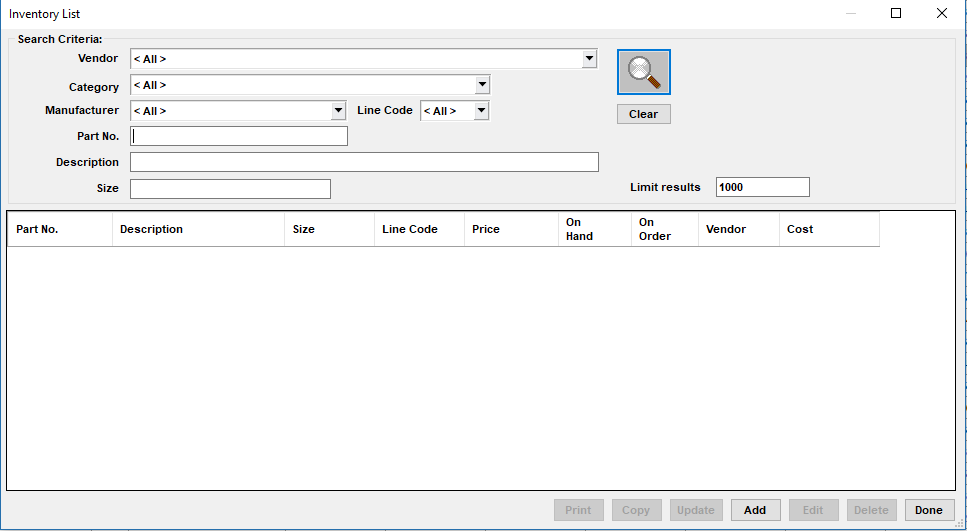 Inventory List
Search Criteria:
Vendor < All >
Category < All >
Manufacturer < All > Line Code < All >
Clear
Part No.
Description
Size
Limit results 1000
Part No. Description Size Line Code Price On Hand On Order Vendor Cost
Print Copy Update Add Edit Delete Done